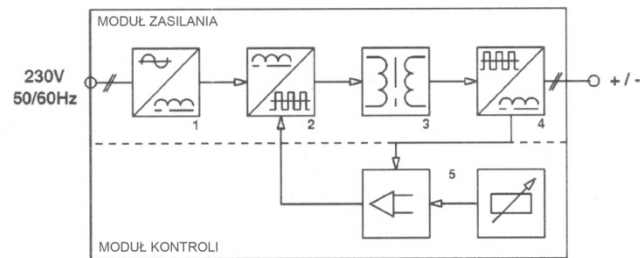 MODUŁ ZASILANIA
230V
50/60Hz
1
2
3
4
+ / -
5
MODUŁ KONTROLI